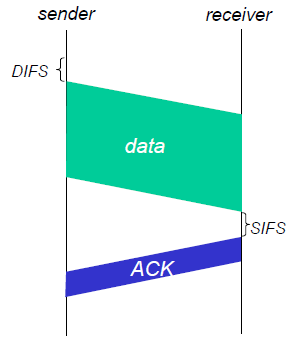 sender
receiver
DIFS
data
SIFS
ACK